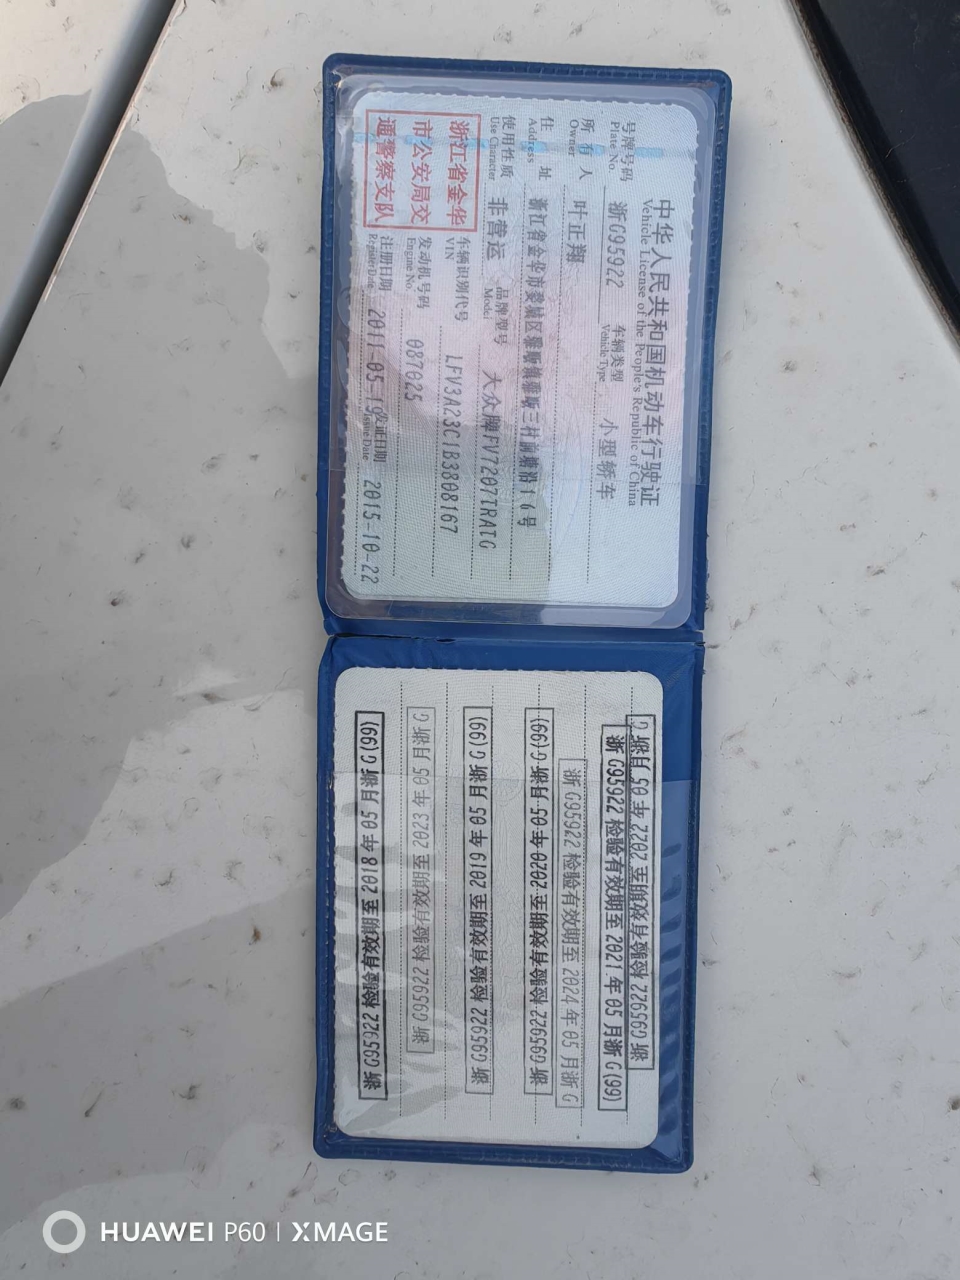 中华人民共和国机动车行驶证
Vehicle License of the People's Republic of China
号牌号码 浙G95922 车辆类型 小型轿车
Plate No. Vehicle Type
所有人 叶正翔
Owner
住址 浙江省金华市婺城区雅畈镇雅畈三村前塘沿16号
Address
使用性质 非营运 品牌型号 大众牌FV7207TRATG
Use Character Model
浙江省金华
市公安局交
通警察支队
车辆识别代号 LFV3A23C1B3808167
VIN
发动机号码 087025
Engine No.
注册日期 2011-05-19 发证日期 2015-10-22
Register Date Issue Date
浙G95922 检验有效期至 2022年05月浙G
浙G95922 检验有效期至 2021年05月浙G(99)
浙G95922 检验有效期至 2024年05月浙G
浙G95922 检验有效期至 2020年05月浙G(99)
浙G95922 检验有效期至 2019年05月浙G(99)
浙G95922 检验有效期至 2023年05月浙G
浙G95922 检验有效期至 2018年05月浙G(99)
HUAWEI P60 | XMAGE